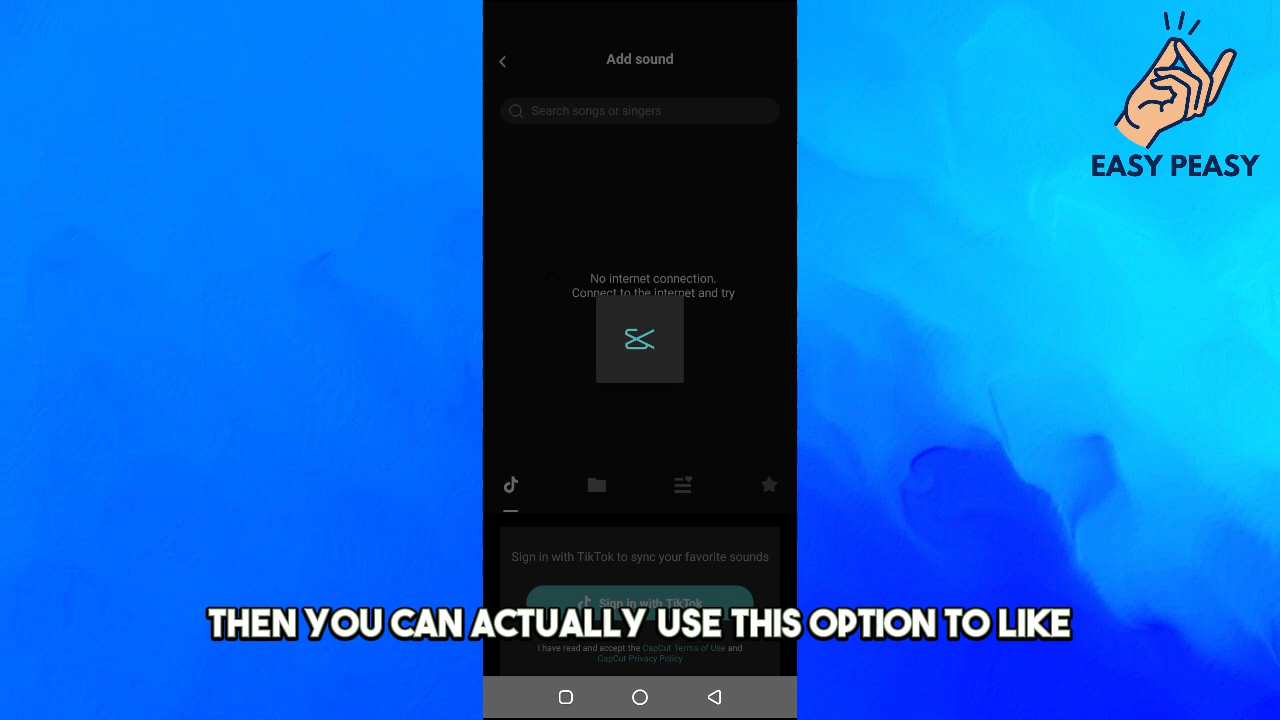 Add sound
Search songs or singers
EASY PEASY
No internet connection.
Connect to the internet and try
Sign in with TikTok to sync your favorite sounds
Sign in with TikTok
THEN YOU CAN ACTUALLY USE THIS OPTION TO LIKE
I have read and accept the CapCut Terms of Use and
CapCut Privacy Policy